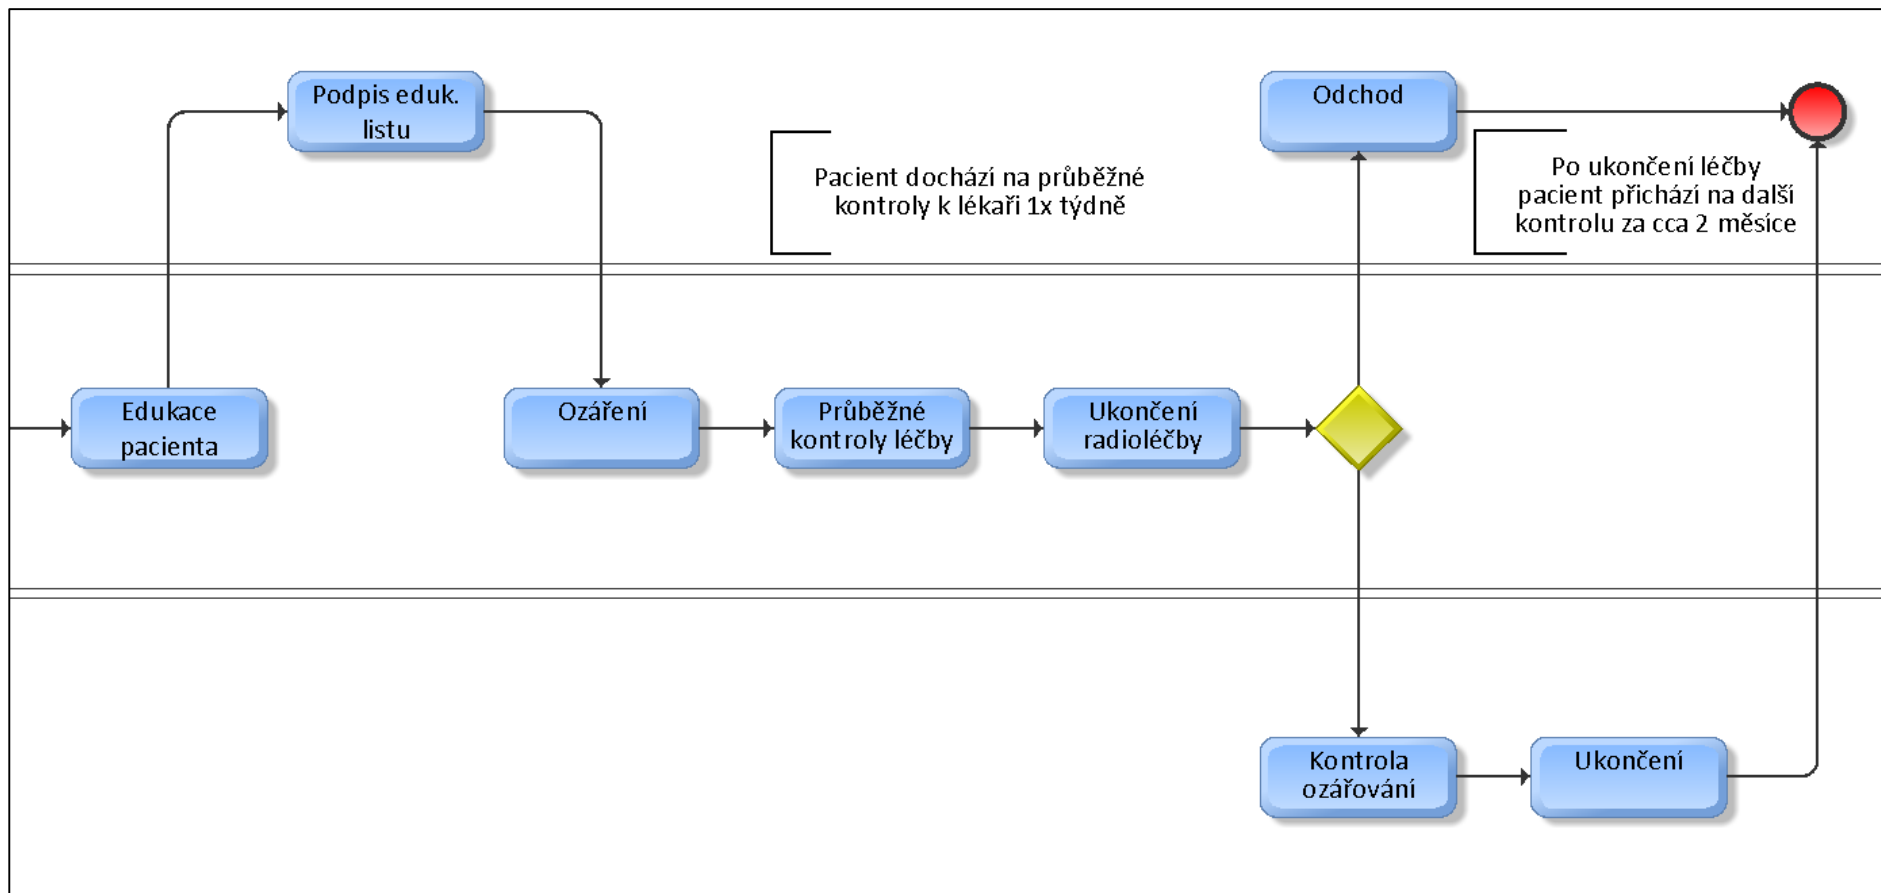 Podpis eduk.
listu
Odchod
Pacient dochází na průběžné
kontroly k lékaři 1x týdně
Po ukončení léčby
pacient přichází na další
kontrolu za cca 2 měsíce
Edukace
pacienta
Ozáření
Průběžné
kontroly léčby
Ukončení
radioléčby
Kontrola
ozářování
Ukončení